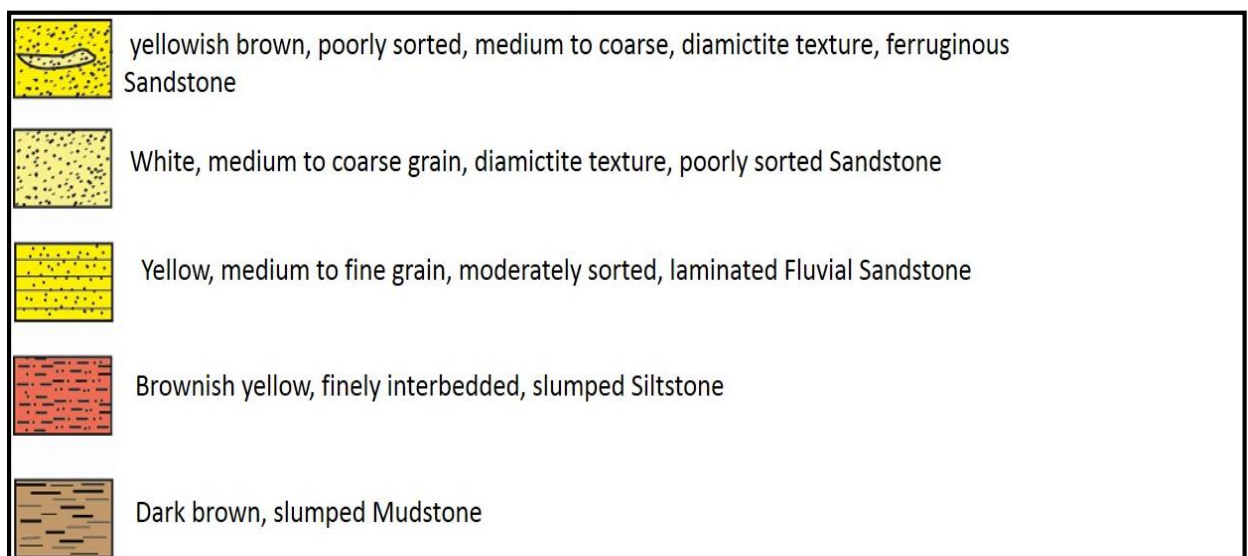 yellowish brown, poorly sorted, medium to coarse, diamictite texture, ferruginous
Sandstone
White, medium to coarse grain, diamictite texture, poorly sorted Sandstone
Yellow, medium to fine grain, moderately sorted, laminated Fluvial Sandstone
Brownish yellow, finely interbedded, slumped Siltstone
Dark brown, slumped Mudstone